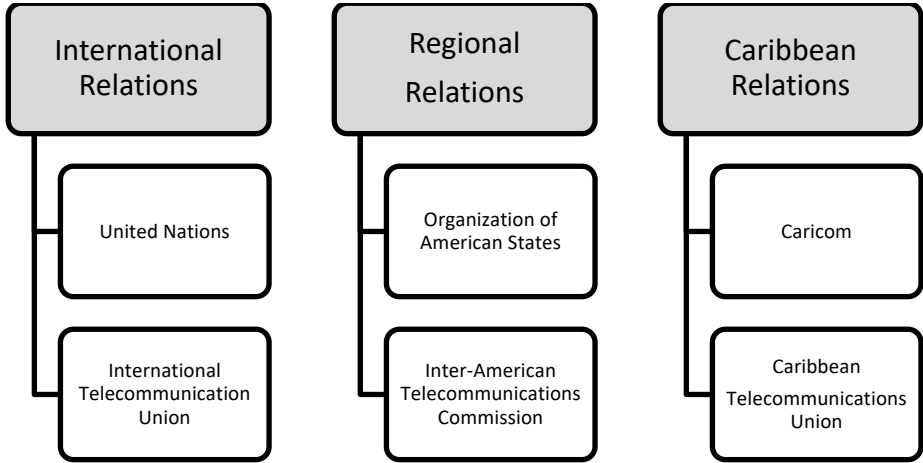 International
Relations
United Nations
International
Telecommunication
Union
Regional
Relations
Organization of
American States
Inter-American
Telecommunications
Commission
Caribbean
Relations
Caricom
Caribbean
Telecommunications
Union